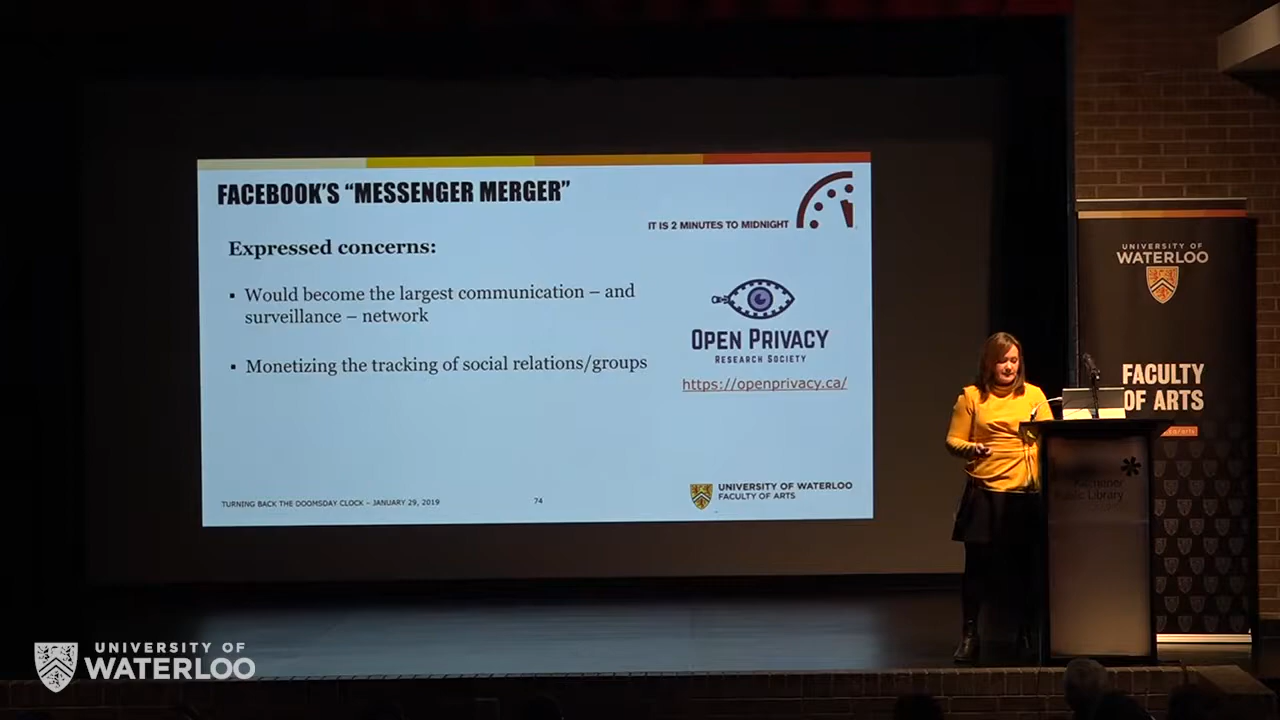 FACEBOOK'S “MESSENGER MERGER”
IT IS 2 MINUTES TO MIDNIGHT
Expressed concerns:
▪ Would become the largest communication – and
surveillance – network
▪ Monetizing the tracking of social relations/groups
OPEN PRIVACY
RESEARCH SOCIETY
https://openprivacy.ca/
TURNING BACK THE DOOMSDAY CLOCK – JANUARY 29, 2019
74
UNIVERSITY OF WATERLOO
FACULTY OF ARTS
UNIVERSITY OF
WATERLOO
FACULTY
OF ARTS
Kitchener
Public Library
UNIVERSITY OF
WATERLOO